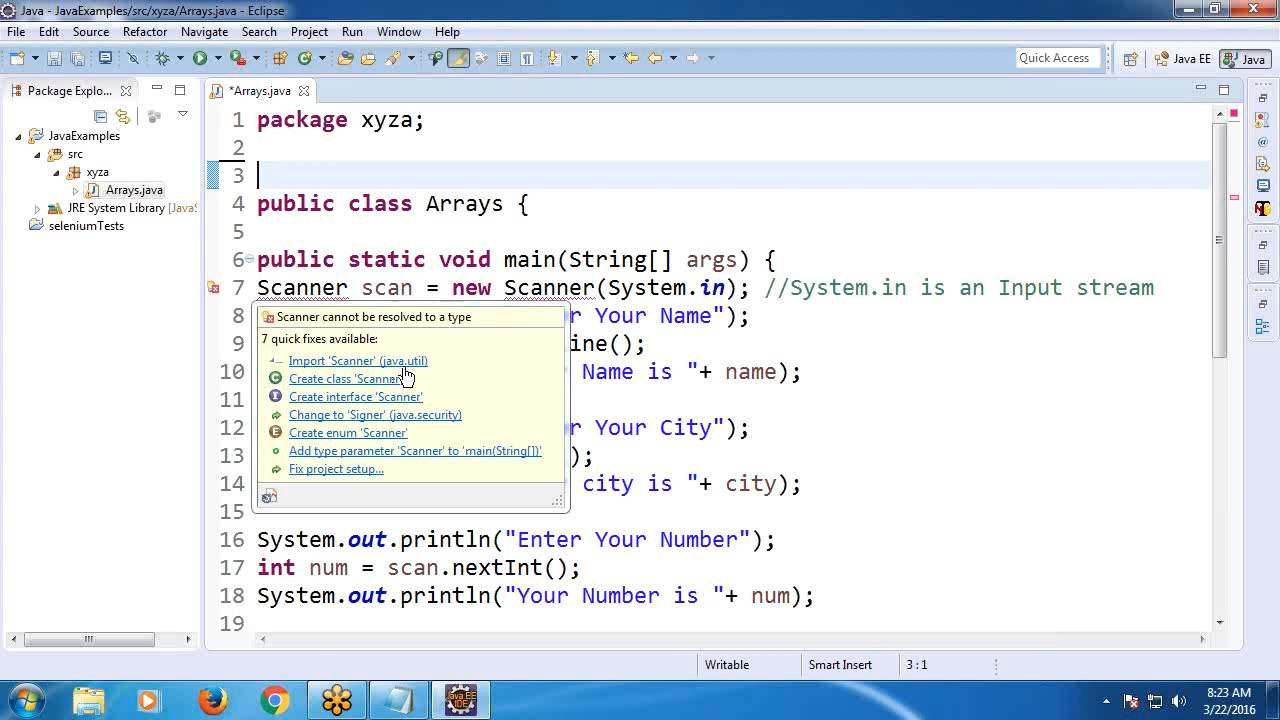 Java - JavaExamples/src/xyza/Arrays.java - Eclipse
File Edit Source Refactor Navigate Search Project Run Window Help
Quick Access Java EE Java
Package Explo... *Arrays.java
JavaExamples
src
xyza
Arrays.java
JRE System Library [JavaS
seleniumTests
1 package xyza;
2
3
4 public class Arrays {
5
6 public static void main(String[] args) {
7 Scanner scan = new Scanner(System.in); //System.in is an Input stream
8 r Your Name");
9 ine();
10 Name is "+ name);
11
12 r Your City");
13 );
14 city is "+ city);
15
16 System.out.println("Enter Your Number");
17 int num = scan.nextInt();
18 System.out.println("Your Number is "+ num);
19
Scanner cannot be resolved to a type
7 quick fixes available:
Import 'Scanner' (java.util)
Create class 'Scanner
Create interface 'Scanner'
Change to 'Signer' (java.security)
Create enum 'Scanner'
Add type parameter 'Scanner' to 'main(String[])'
Fix project setup...
Writable Smart Insert 3 : 1
Java EE
IDE
8:23 AM
3/22/2016